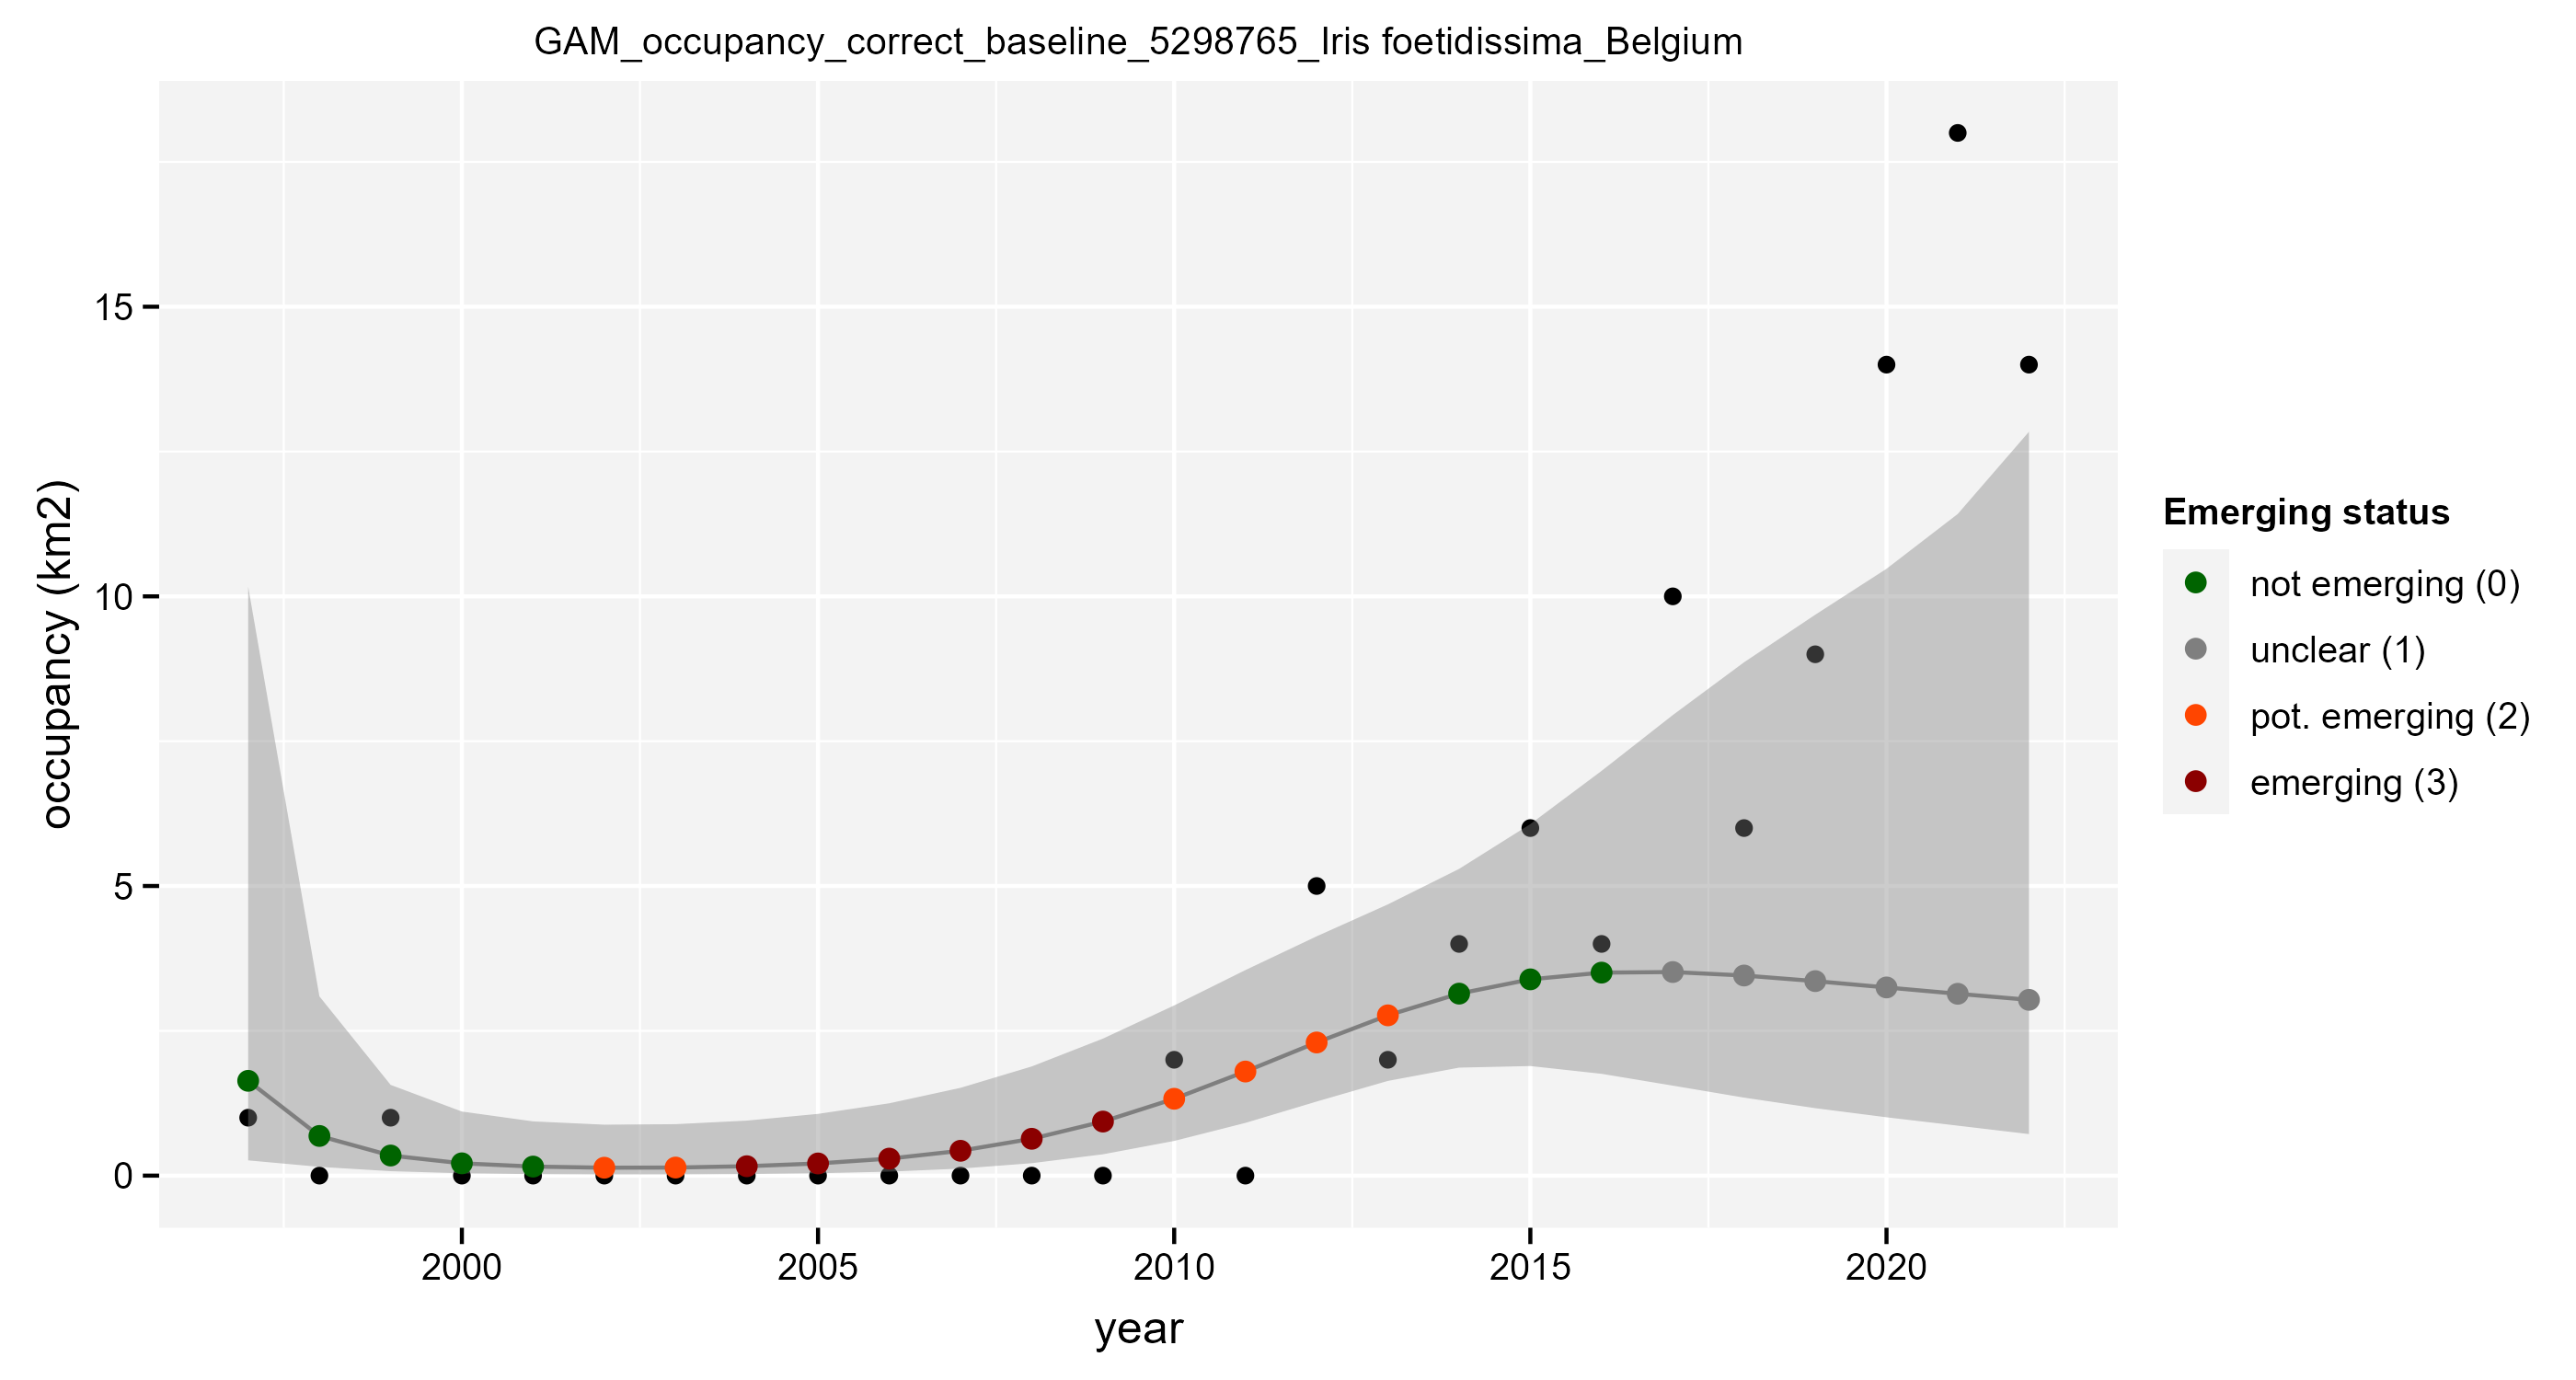 GAM_occupancy_correct_baseline_5298765_Iris foetidissima_Belgium
occupancy (km2)
15
10
5
0
2000 2005 2010 2015 2020
year
Emerging status
not emerging (0)
unclear (1)
pot. emerging (2)
emerging (3)